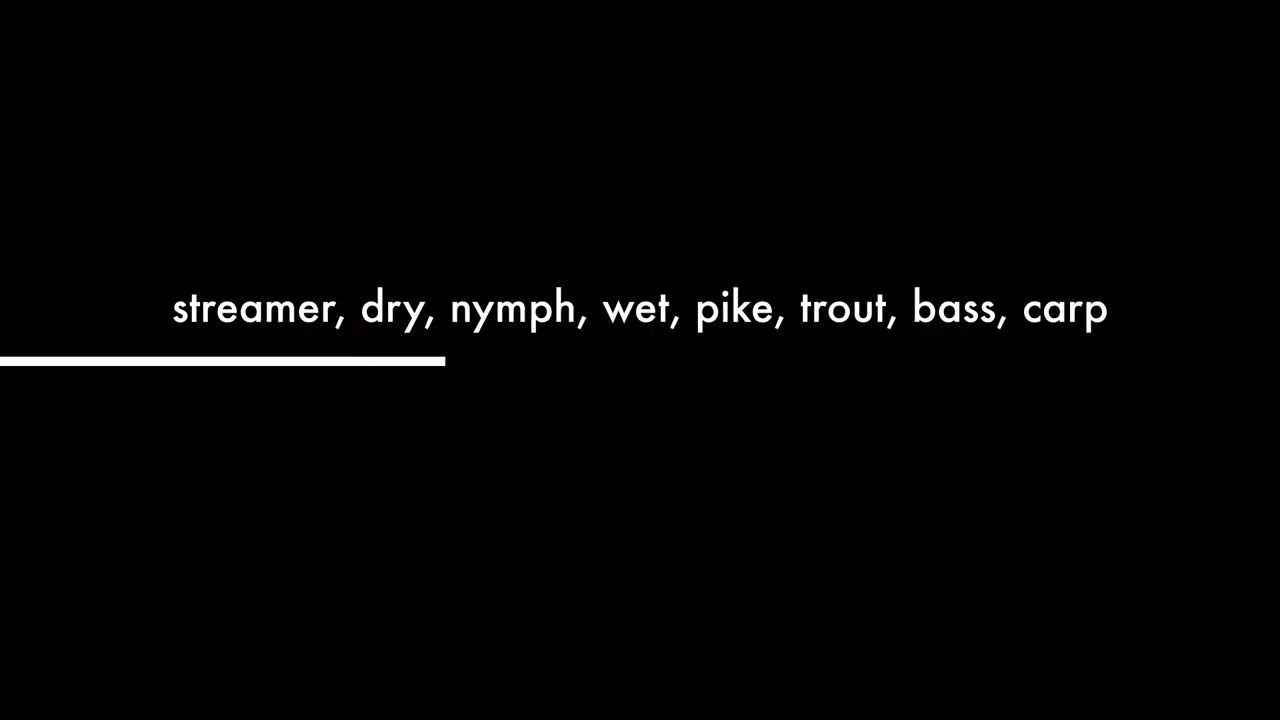 streamer, dry, nymph, wet, pike, trout, bass, carp